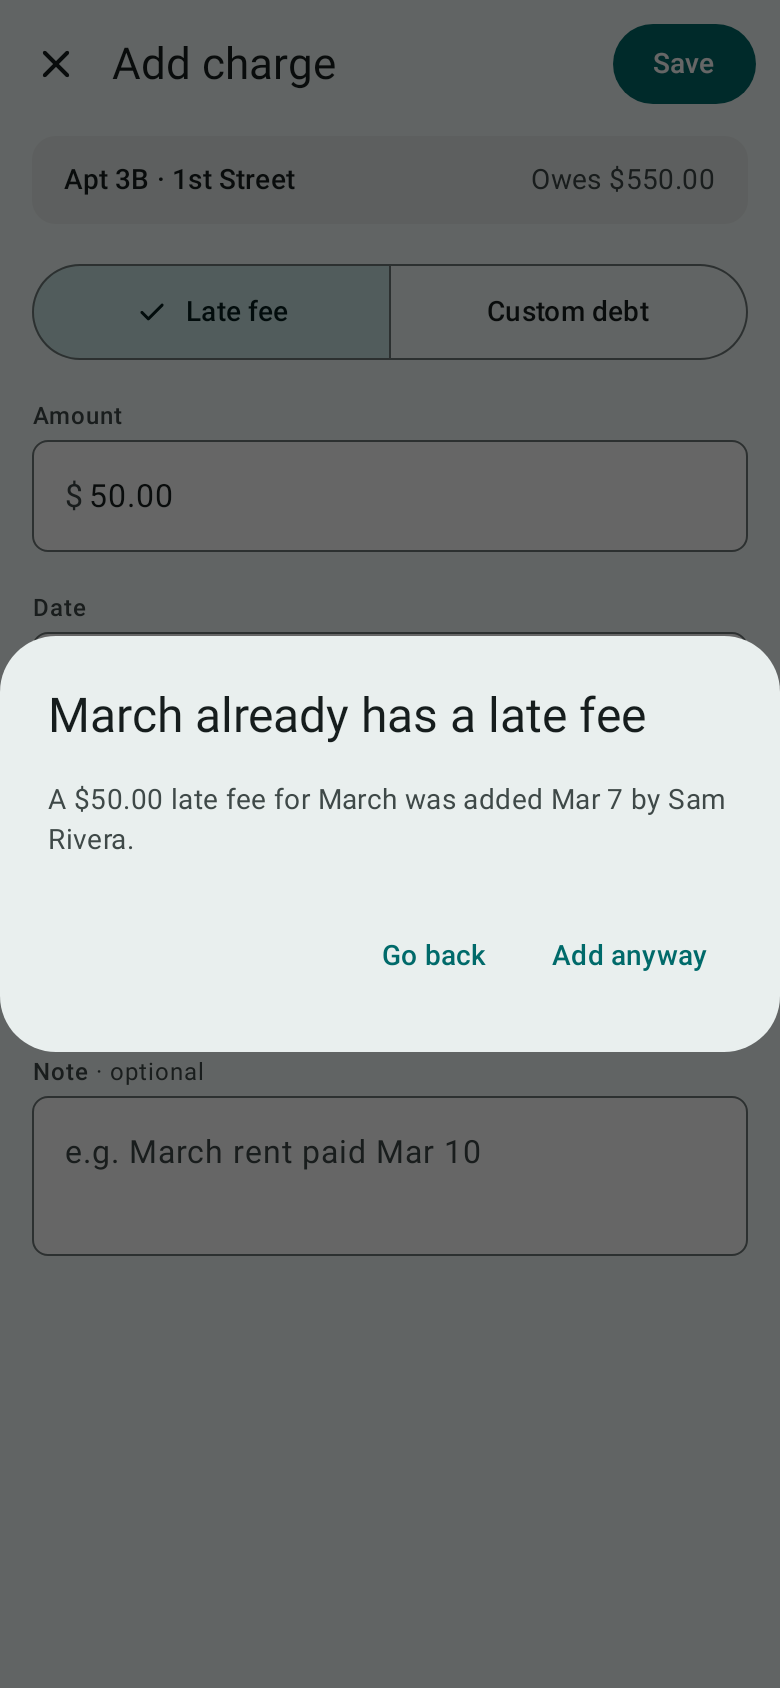 Add charge
Save
Apt 3B · 1st Street
Owes $550.00
Late fee
Custom debt
Amount
$ 50.00
Date
March already has a late fee
A $50.00 late fee for March was added Mar 7 by Sam
Rivera.
Go back
Add anyway
Note · optional
e.g. March rent paid Mar 10